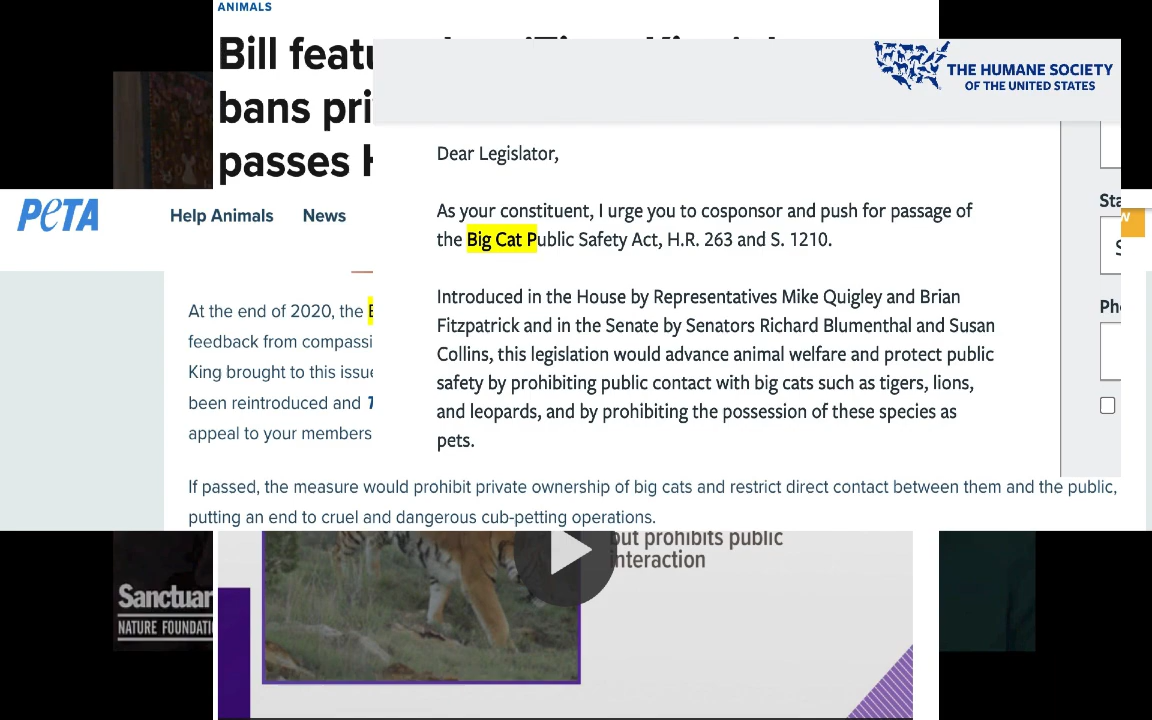 ANIMALS
Bill featu
bans pri
passes H
THE HUMANE SOCIETY
OF THE UNITED STATES
Dear Legislator,
As your constituent, I urge you to cosponsor and push for passage of
the Big Cat Public Safety Act, H.R. 263 and S. 1210.
Introduced in the House by Representatives Mike Quigley and Brian
Fitzpatrick and in the Senate by Senators Richard Blumenthal and Susan
Collins, this legislation would advance animal welfare and protect public
safety by prohibiting public contact with big cats such as tigers, lions,
and leopards, and by prohibiting the possession of these species as
pets.
Sta
Pho
PETA
Help Animals News
At the end of 2020, the
feedback from compassi
King brought to this issue
been reintroduced and
appeal to your members
If passed, the measure would prohibit private ownership of big cats and restrict direct contact between them and the public,
putting an end to cruel and dangerous cub-petting operations.
but prohibits public
interaction
Sanctuar
NATURE FOUNDATI